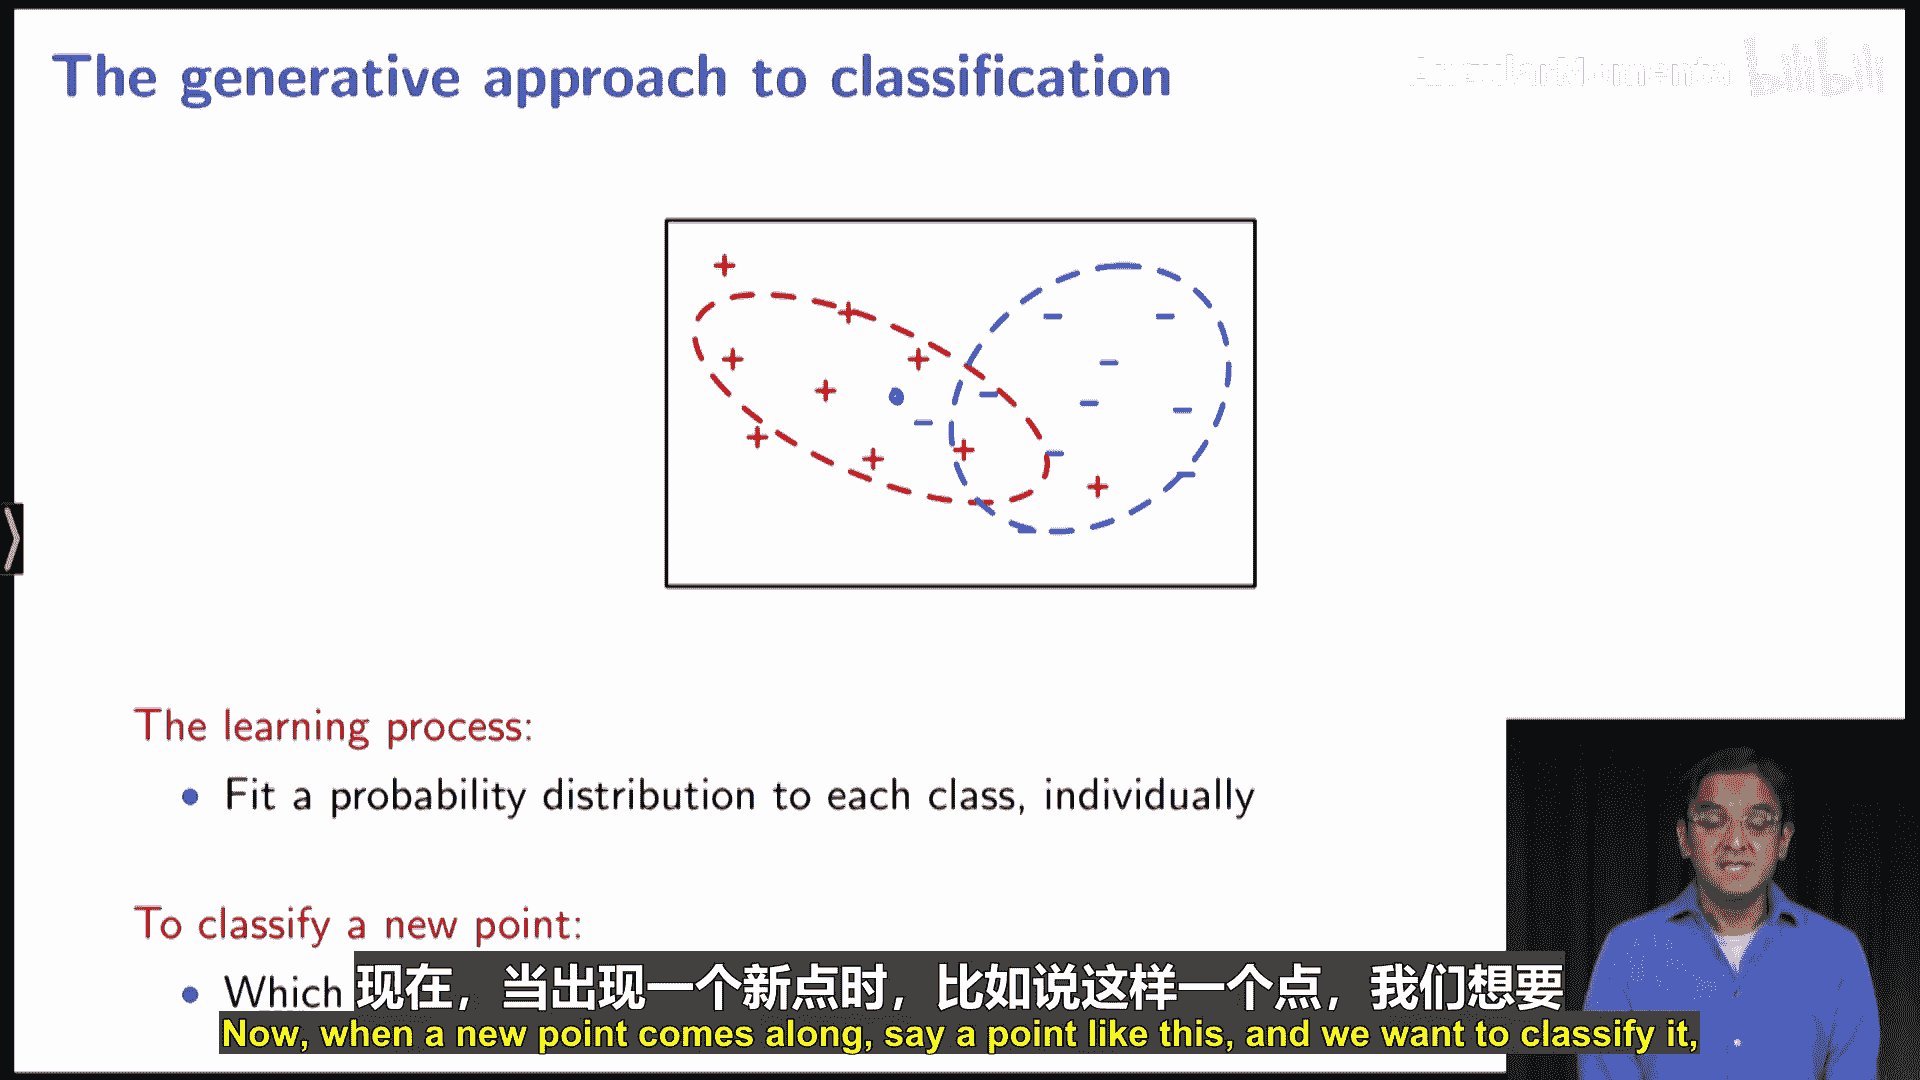 The generative approach to classification
bilibili
The learning process:
• Fit a probability distribution to each class, individually
To classify a new point:
• Which
现在，当出现一个新点时，比如说这样一个点，我们想要
Now, when a new point comes along, say a point like this, and we want to classify it,